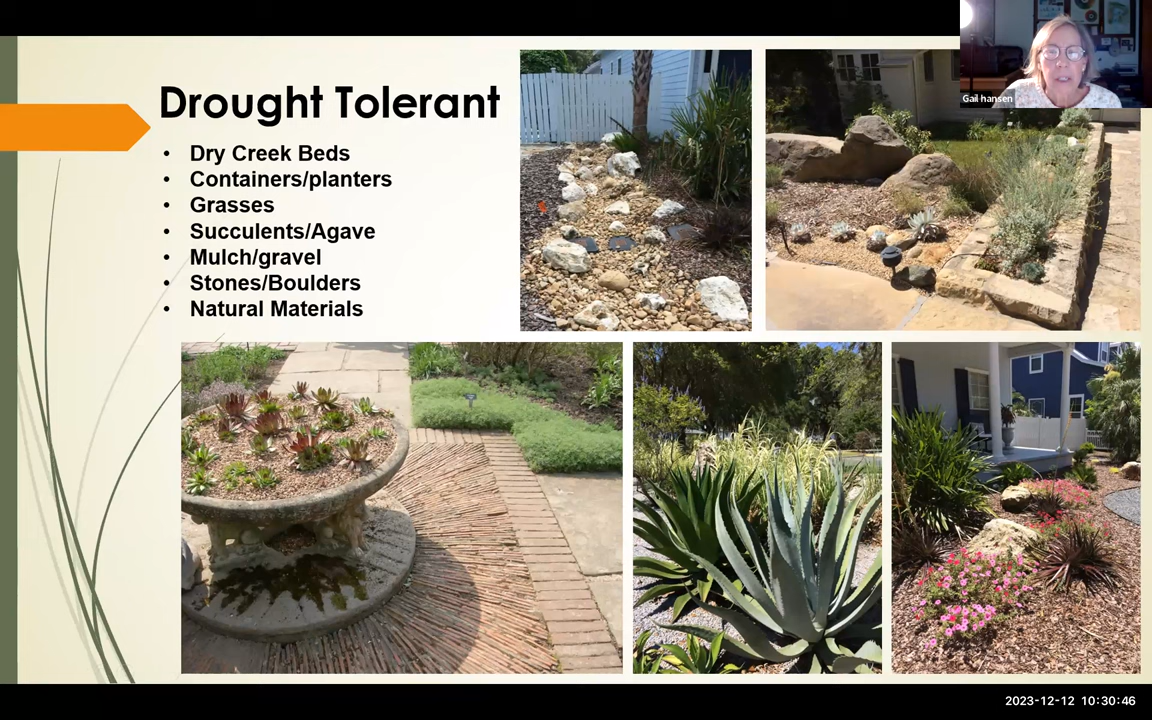 Drought Tolerant
• Dry Creek Beds
• Containers/planters
• Grasses
• Succulents/Agave
• Mulch/gravel
• Stones/Boulders
• Natural Materials
Gail hansen
2023-12-12 10:30:46